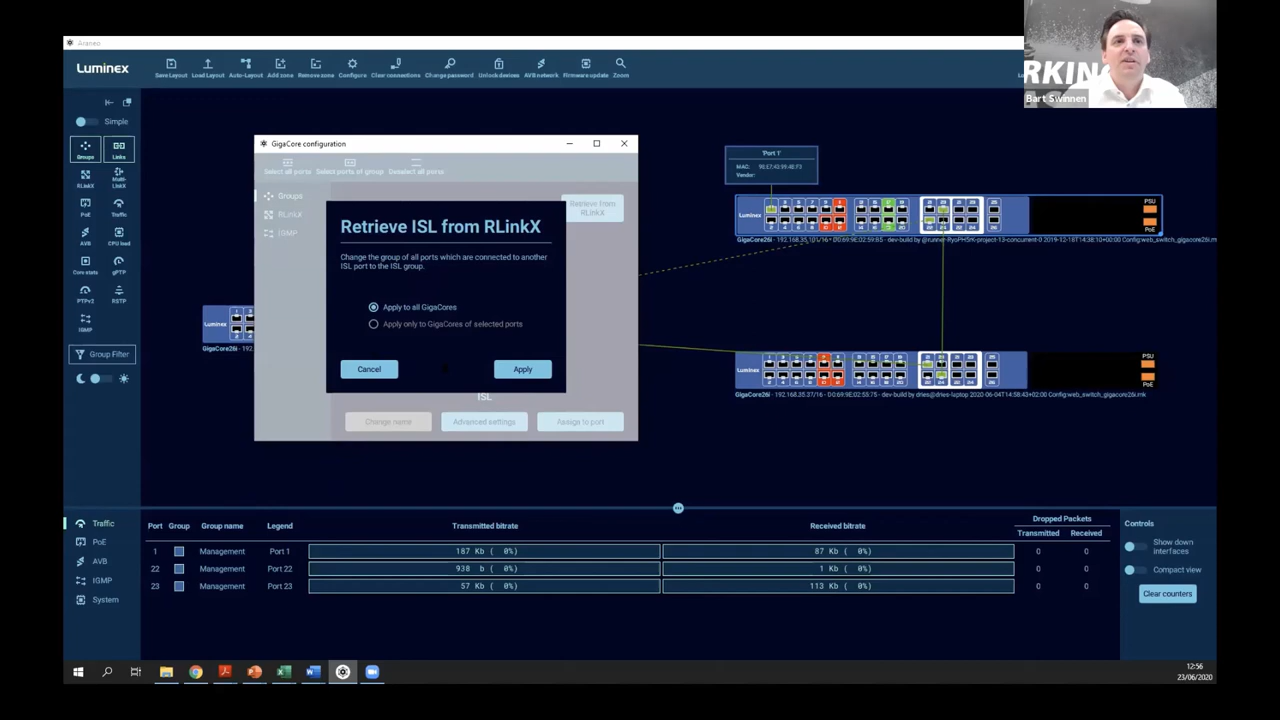 Araneo
Luminex
Save Layout
Load Layout
Auto-Layout
Add zone
Remove zone
Configure
Clear connections
Change password
Unlock devices
AVB network
Firmware update
Zoom
RKING
Bart Swinnen
Simple
Groups
Links
RLinkX
Multi-LinkX
PoE
Traffic
AVB
CPU load
Core stats
gPTP
PTPv2
RSTP
IGMP
Group Filter
GigaCore configuration
Select all ports
Select ports of group
Deselect all ports
Groups
RLinkX
IGMP
Retrieve from
RLinkX
Retrieve ISL from RLinkX
Change the group of all ports which are connected to another
ISL port to the ISL group.
Apply to all GigaCores
Apply only to GigaCores of selected ports
Cancel
Apply
ISL
Change name
Advanced settings
Assign to port
Luminex
Port 1
MAC:
Vendor:
Luminex
PSU
PoE
Luminex
PSU
PoE
Traffic
PoE
AVB
IGMP
System
Port
Group
Group name
Legend
Transmitted bitrate
Received bitrate
Dropped Packets
Transmitted
Received
1
Management
Port 1
187 Kb ( 0%)
87 Kb ( 0%)
0
0
22
Management
Port 22
938 b ( 0%)
1 Kb ( 0%)
0
0
23
Management
Port 23
57 Kb ( 0%)
113 Kb ( 0%)
0
0
Controls
Show down
interfaces
Compact view
Clear counters
12:56
23/06/2020